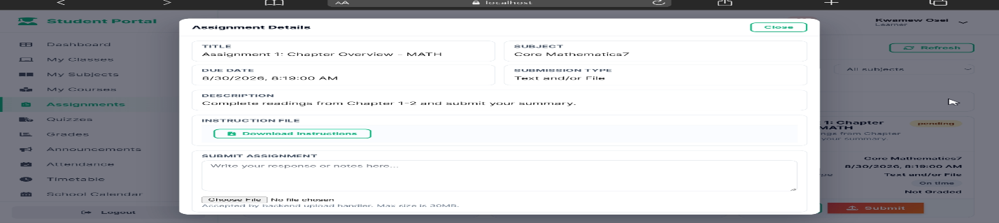 AA
localhost
Student Portal
Dashboard
My Classes
My Subjects
My Courses
Assignments
Quizzes
Grades
Announcements
Attendance
Timetable
School Calendar
Logout
Assignment Details
Close
TITLE
Assignment 1: Chapter Overview - MATH
SUBJECT
Core Mathematics7
DUE DATE
8/30/2026, 8:19:00 AM
SUBMISSION TYPE
Text and/or File
DESCRIPTION
Complete readings from Chapter 1-2 and submit your summary.
INSTRUCTION FILE
Download Instructions
SUBMIT ASSIGNMENT
Write your response or notes here...
Choose File No file chosen
Accepted by backend upload handler. Max size is 30MB.
Kwamew Osei
Learner
Refresh
All subjects
1: Chapter
MATH
pending
ngs from Chapter
your summary.
Core Mathematics7
8/30/2026, 8:19:00 AM
pe Text and/or File
On time
Not Graded
Submit